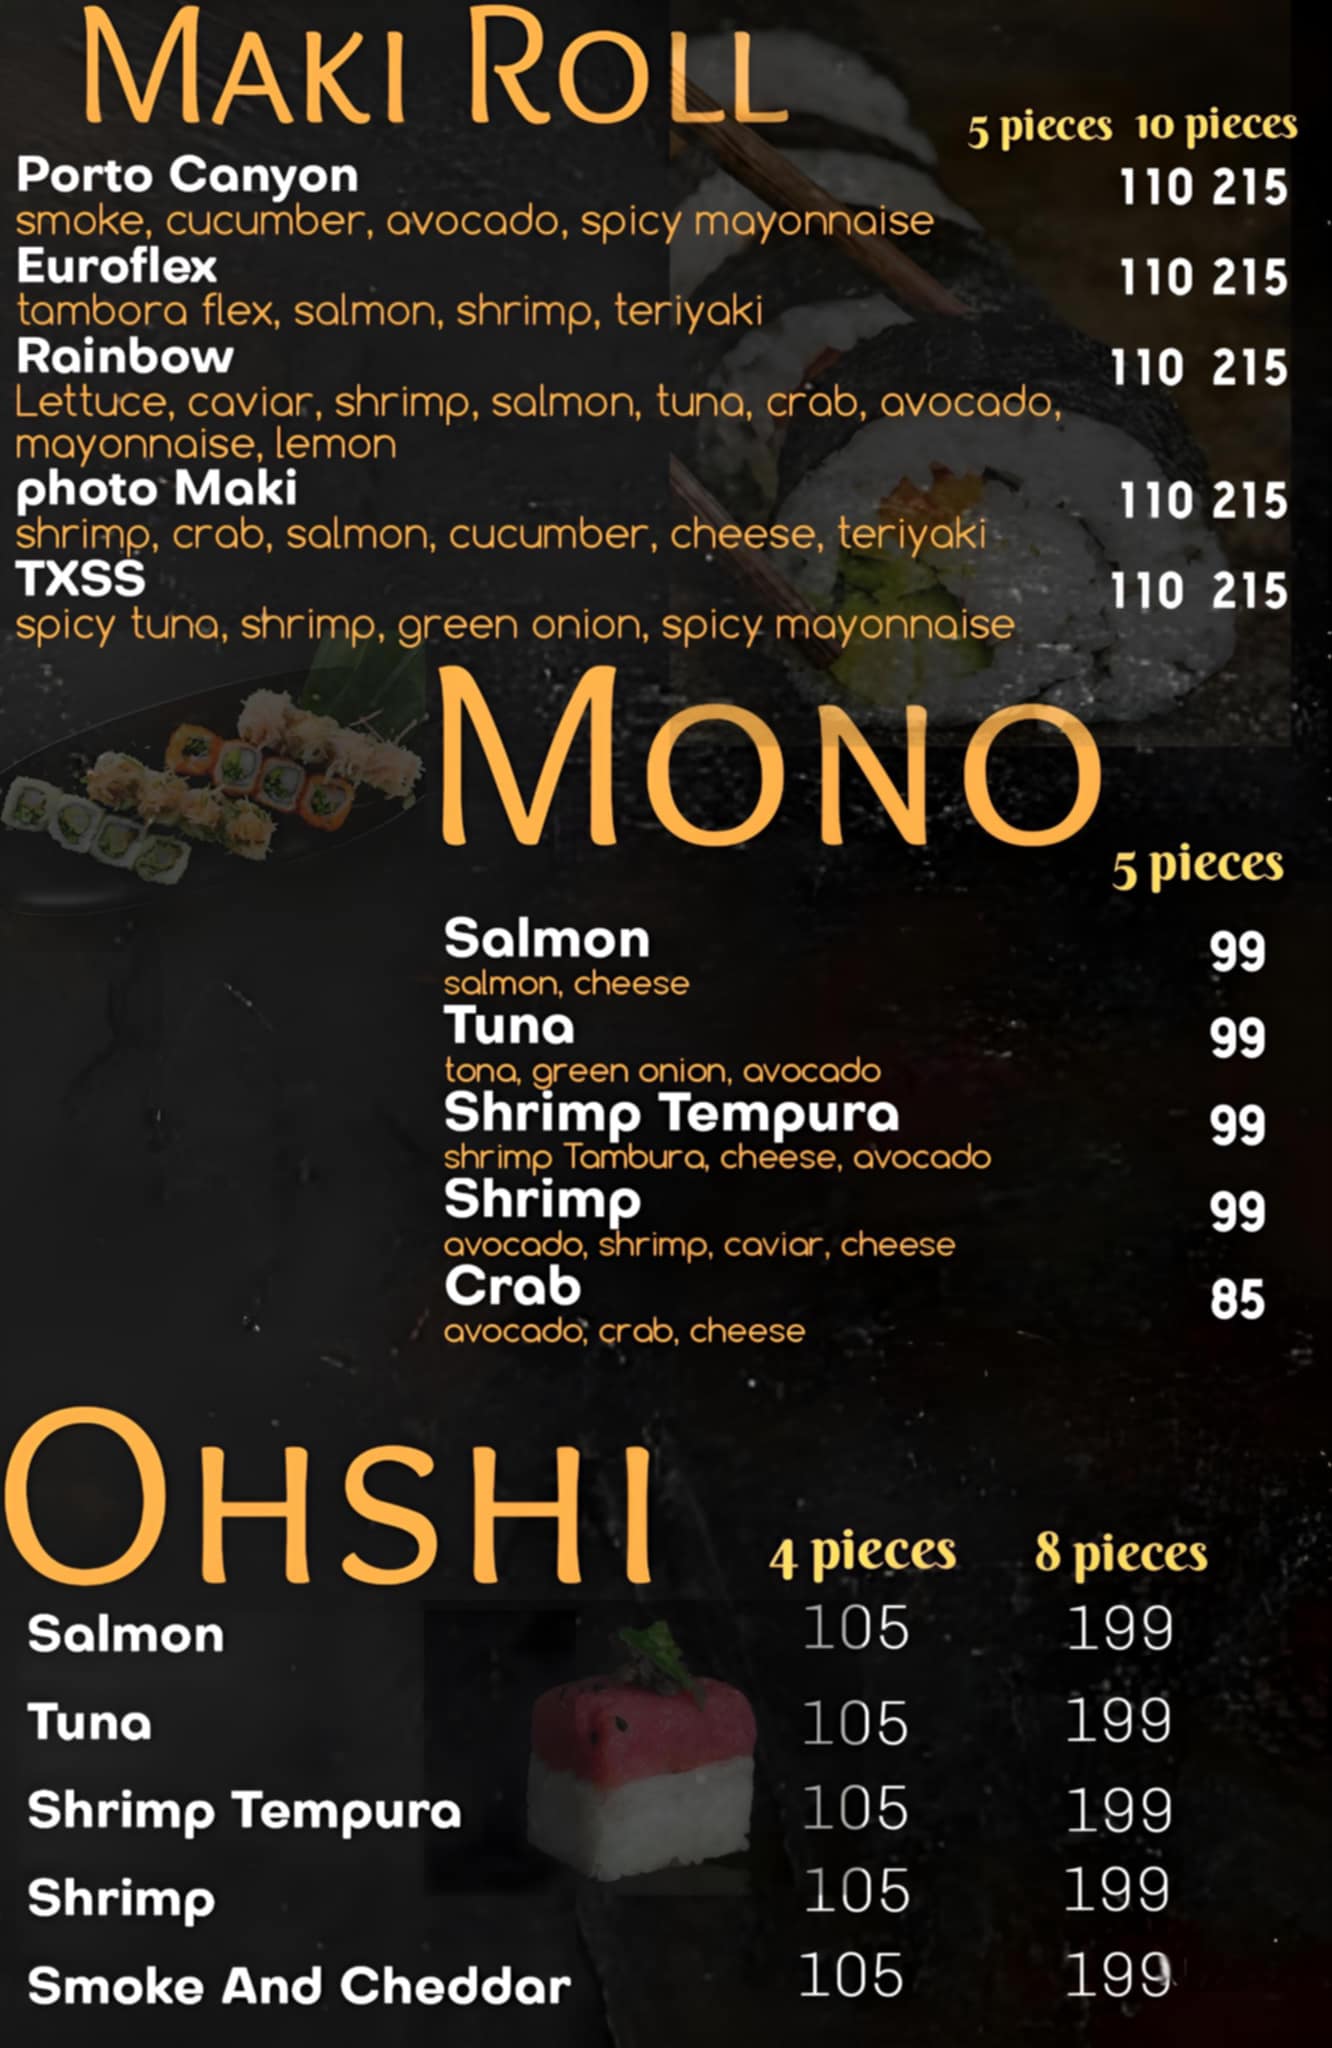 MAKI ROLL
5 pieces 10 pieces
Porto Canyon 110 215
smoke, cucumber, avocado, spicy mayonnaise
Euroflex 110 215
tambora flex, salmon, shrimp, teriyaki
Rainbow 110 215
Lettuce, caviar, shrimp, salmon, tuna, crab, avocado,
mayonnaise, lemon
photo Maki 110 215
shrimp, crab, salmon, cucumber, cheese, teriyaki
TXSS 110 215
spicy tuna, shrimp, green onion, spicy mayonnaise
MONO
5 pieces
Salmon 99
salmon, cheese
Tuna 99
tona, green onion, avocado
Shrimp Tempura 99
shrimp Tambura, cheese, avocado
Shrimp 99
avocado, shrimp, caviar, cheese
Crab 85
avocado, crab, cheese
OHSHI
4 pieces 8 pieces
Salmon 105 199
Tuna 105 199
Shrimp Tempura 105 199
Shrimp 105 199
Smoke And Cheddar 105 199